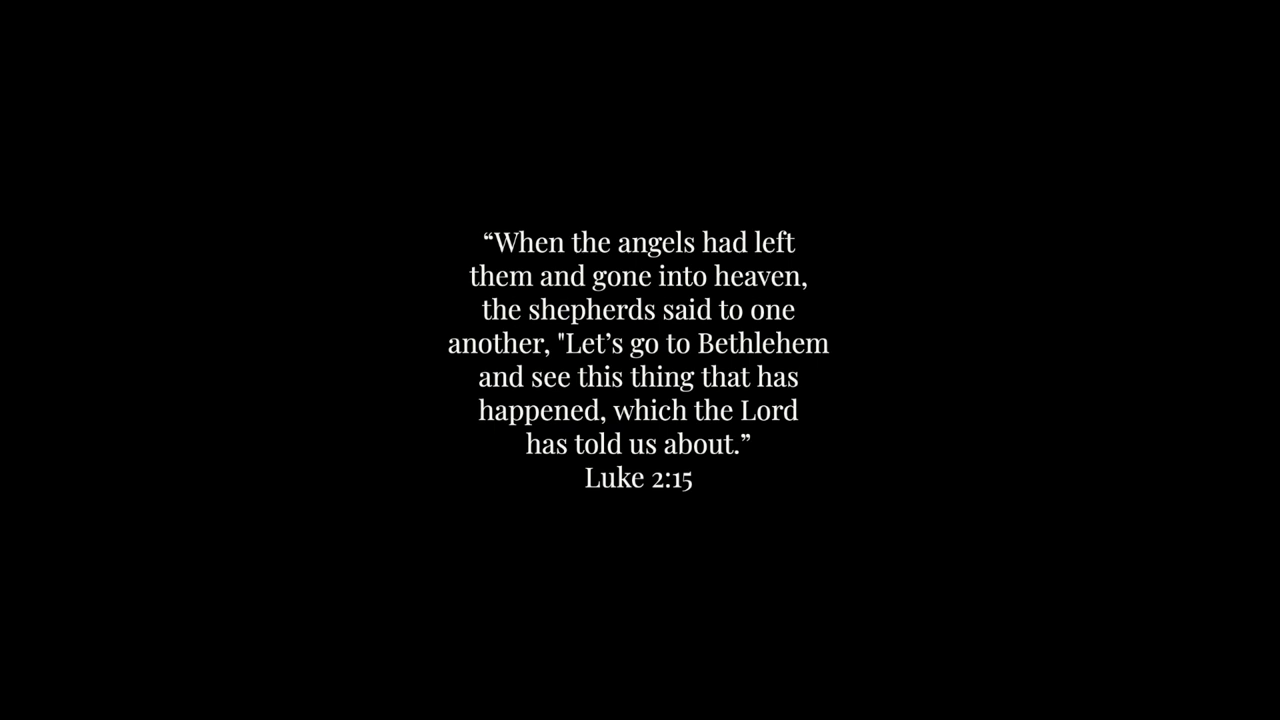 “When the angels had left
them and gone into heaven,
the shepherds said to one
another, "Let’s go to Bethlehem
and see this thing that has
happened, which the Lord
has told us about.”
Luke 2:15